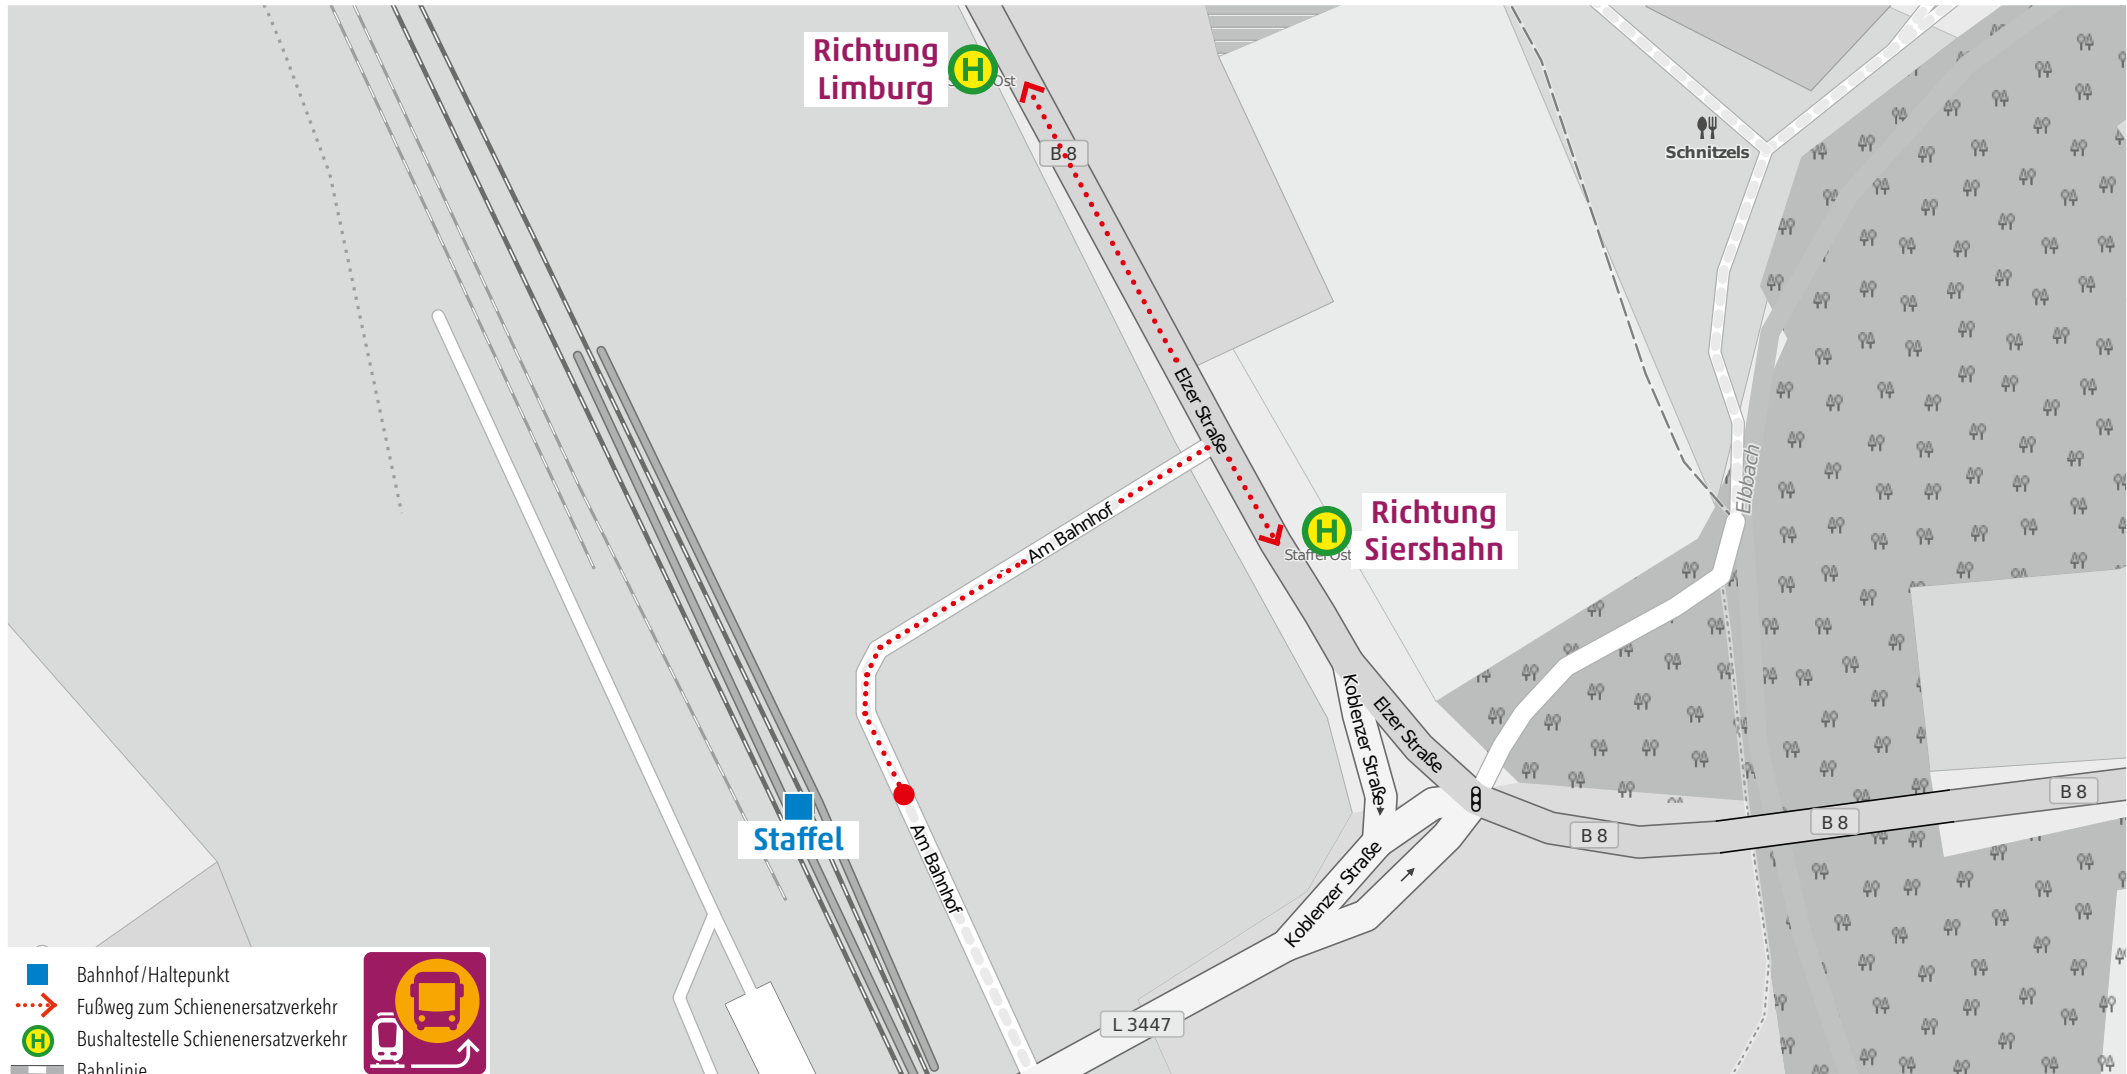 Richtung
Limburg
H
Ost
B 8
Schnitzels
Elzer Straße
Elbbach
H
Richtung
Siershahn
Staffel Ost
Am Bahnhof
Koblenzer Straße
Elzer Straße
Staffel
Am Bahnhof
B 8
B 8
B 8
Koblenzer Straße
L 3447
Bahnhof/Haltepunkt
Fußweg zum Schienenersatzverkehr
H
Bushaltestelle Schienenersatzverkehr
Bahnlinie